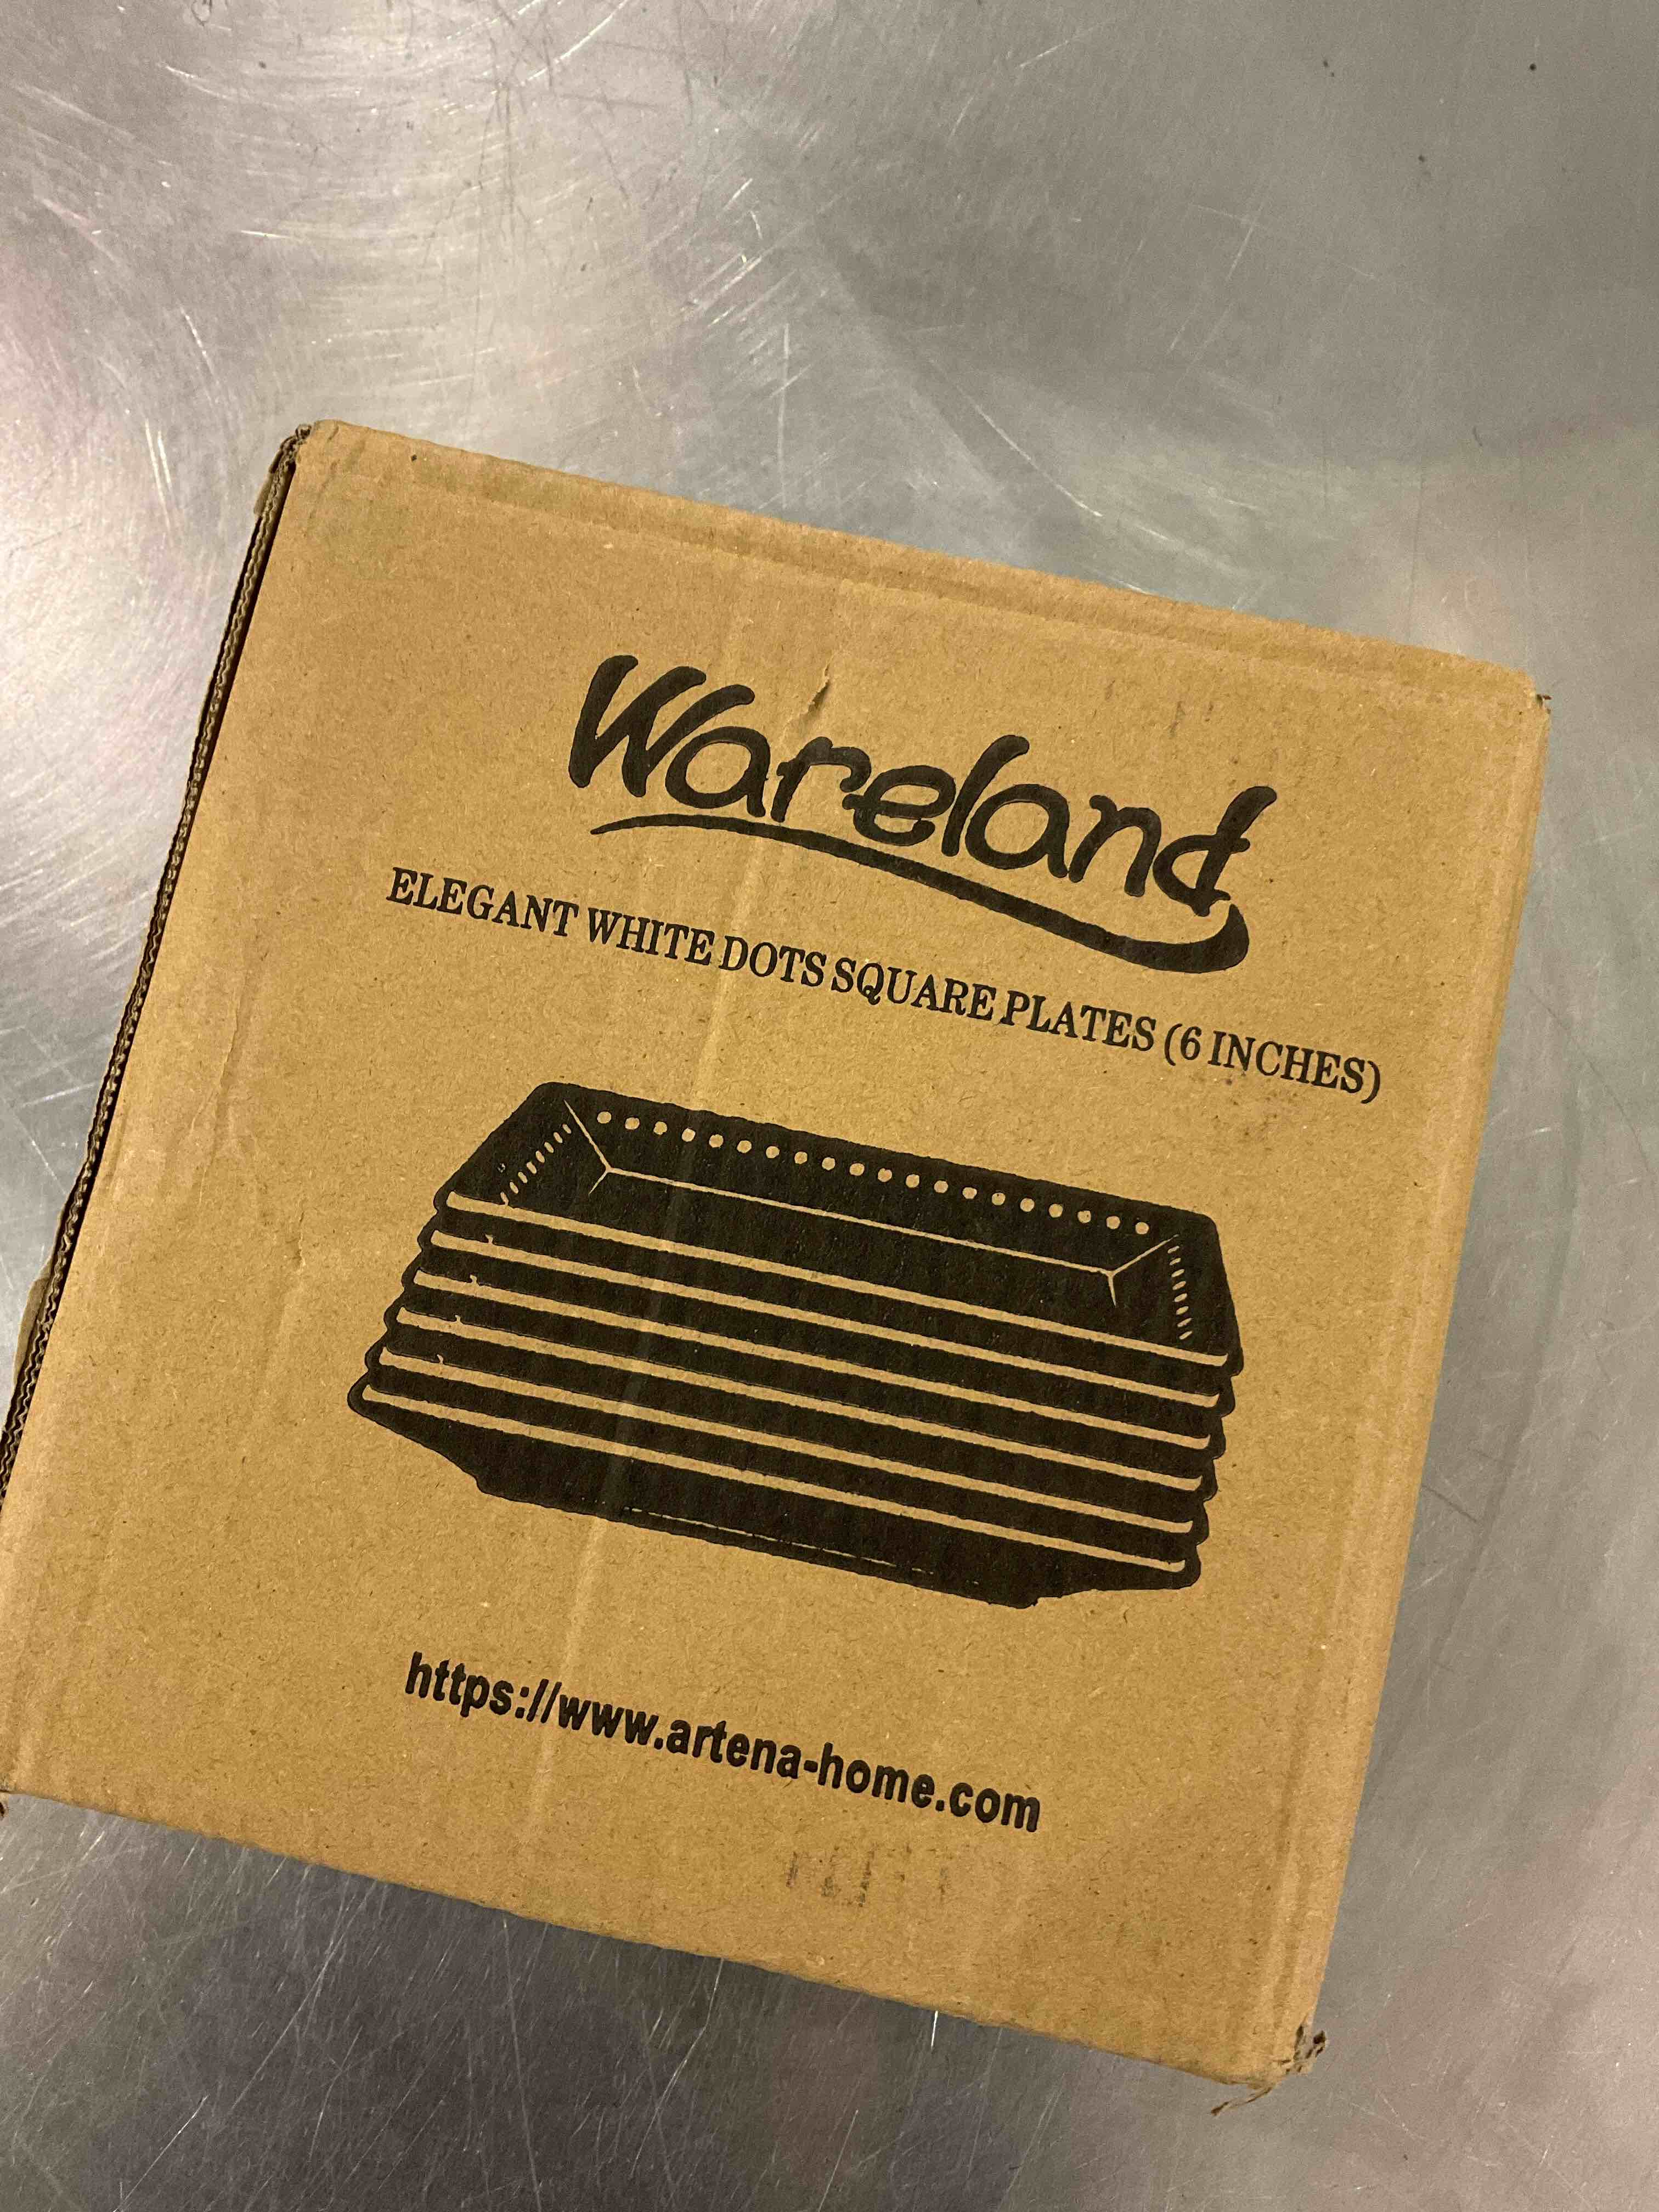 Wareland
ELEGANT WHITE DOTS SQUARE PLATES (6 INCHES)
https://www.artena-home.com